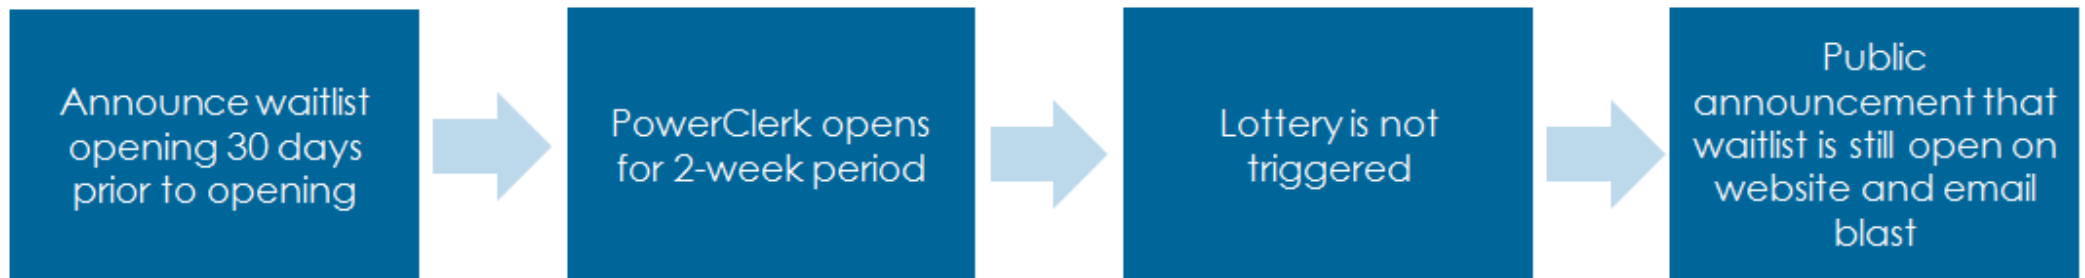 Announce waitlist
opening 30 days
prior to opening
PowerClerk opens
for 2-week period
Lottery is not
triggered
Public
announcement that
waitlist is still open on
website and email
blast